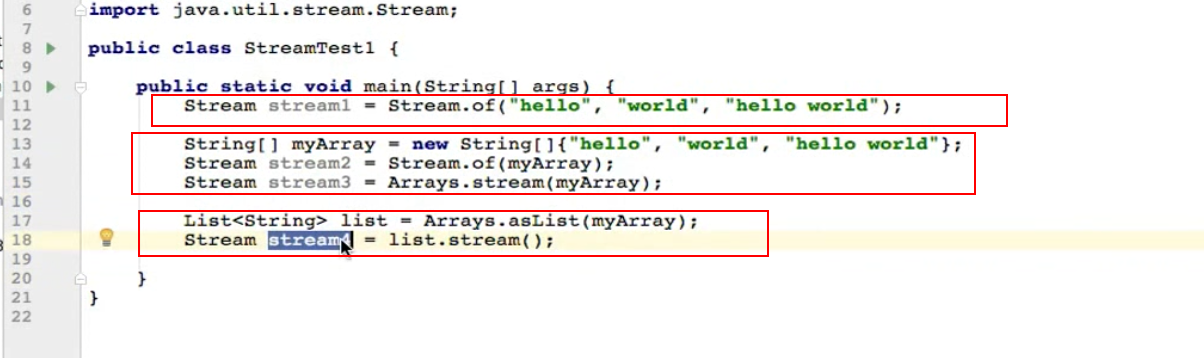 6 import java.util.stream.Stream;
7
8 public class StreamTest1 {
9
10 public static void main(String[] args) {
11 Stream stream1 = Stream.of("hello", "world", "hello world");
12
13 String[] myArray = new String[]{"hello", "world", "hello world"};
14 Stream stream2 = Stream.of(myArray);
15 Stream stream3 = Arrays.stream(myArray);
16
17 List<String> list = Arrays.asList(myArray);
18 Stream stream4 = list.stream();
19
20 }
21 }
22